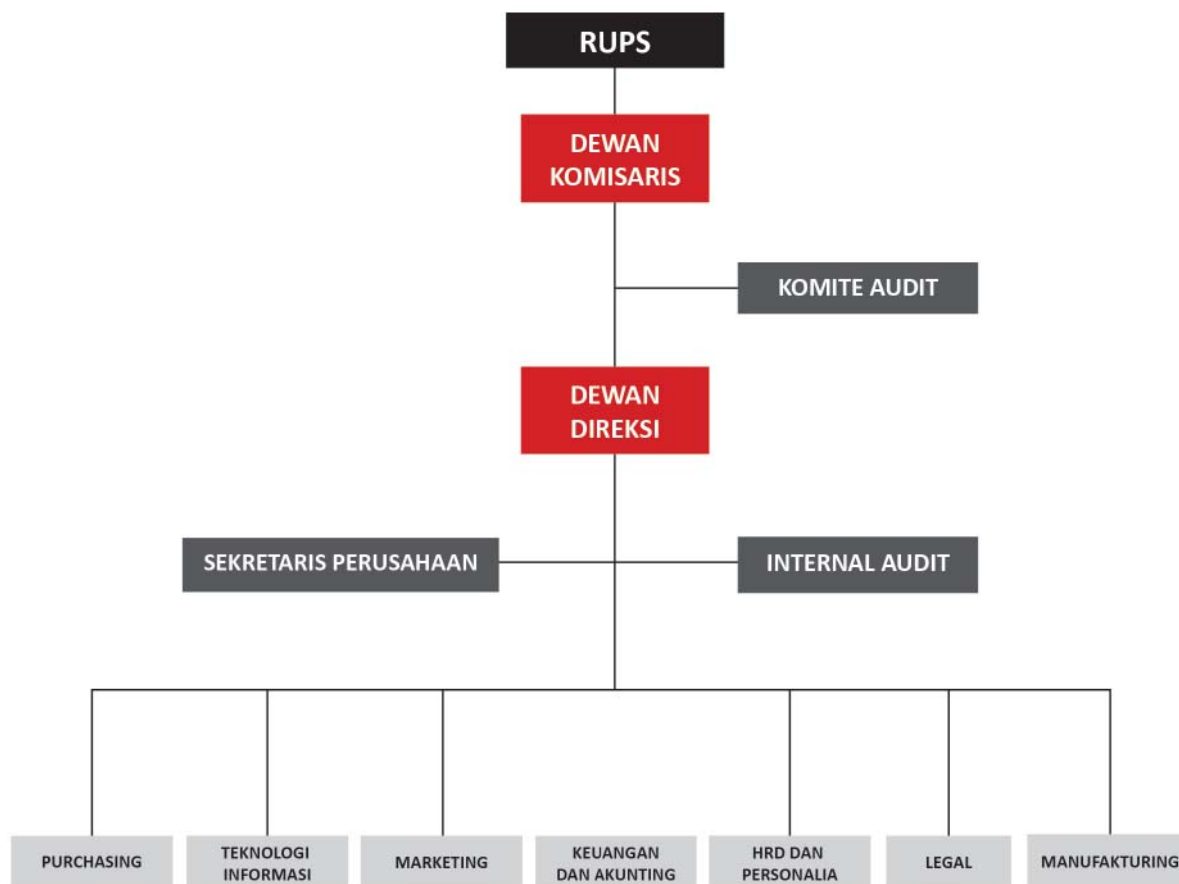 RUPS
DEWAN
KOMISARIS
KOMITE AUDIT
DEWAN
DIREKSI
SEKRETARIS PERUSAHAAN
INTERNAL AUDIT
PURCHASING
TEKNOLOGI
INFORMASI
MARKETING
KEUANGAN
DAN AKUNTING
HRD DAN
PERSONALIA
LEGAL
MANUFAKTURING